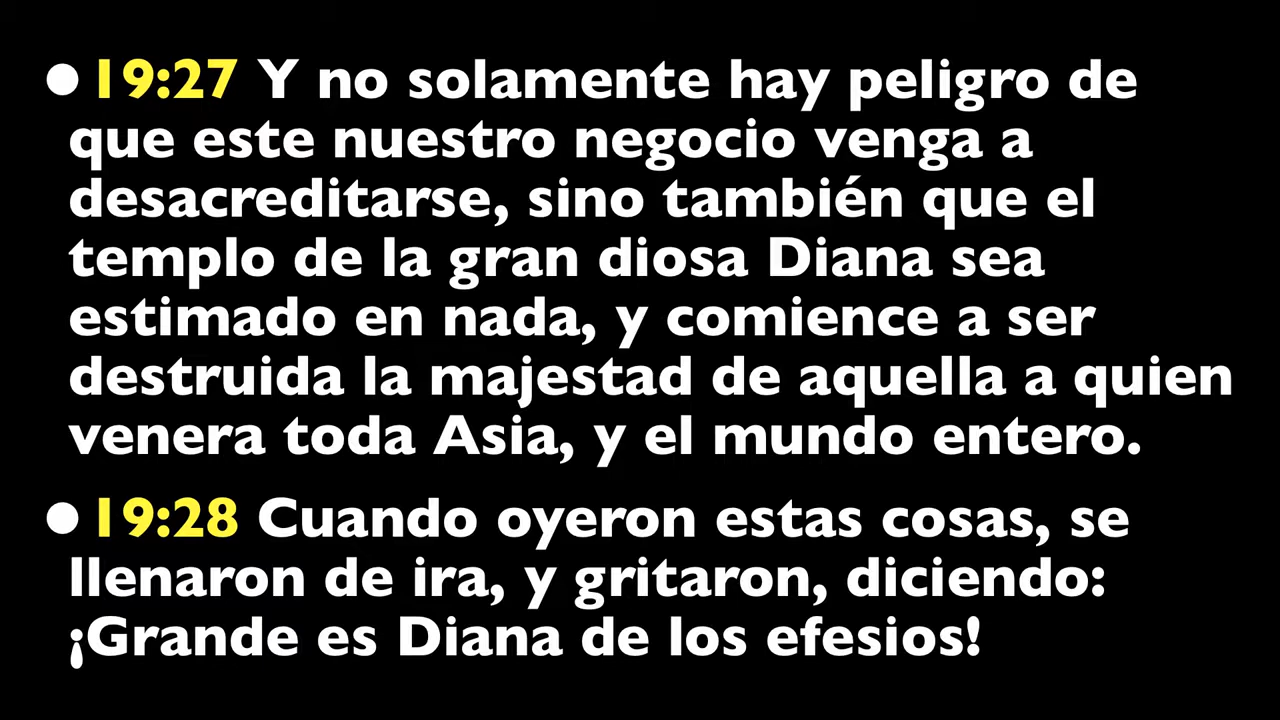 ● 19:27 Y no solamente hay peligro de
que este nuestro negocio venga a
desacreditarse, sino también que el
templo de la gran diosa Diana sea
estimado en nada, y comience a ser
destruida la majestad de aquella a quien
venera toda Asia, y el mundo entero.
● 19:28 Cuando oyeron estas cosas, se
llenaron de ira, y gritaron, diciendo:
¡Grande es Diana de los efesios!